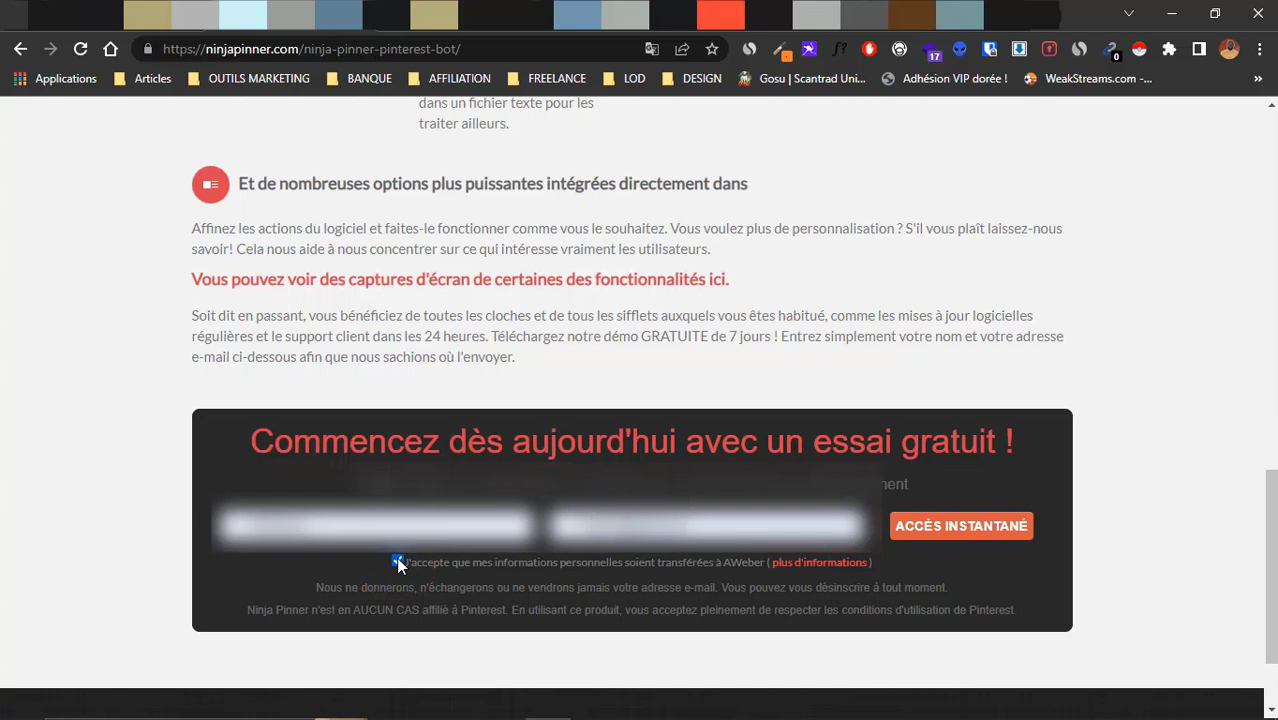 https://ninjapinner.com/ninja-pinner-pinterest-bot/
17
0
Applications
Articles
OUTILS MARKETING
BANQUE
AFFILIATION
FREELANCE
LOD
DESIGN
Gosu | Scantrad Uni...
Adhésion VIP dorée !
WeakStreams.com -...
»
dans un fichier texte pour les
traiter ailleurs.
Et de nombreuses options plus puissantes intégrées directement dans
Affinez les actions du logiciel et faites-le fonctionner comme vous le souhaitez. Vous voulez plus de personnalisation ? S'il vous plaît laissez-nous
savoir! Cela nous aide à nous concentrer sur ce qui intéresse vraiment les utilisateurs.
Vous pouvez voir des captures d'écran de certaines des fonctionnalités ici.
Soit dit en passant, vous bénéficiez de toutes les cloches et de tous les sifflets auxquels vous êtes habitué, comme les mises à jour logicielles
régulières et le support client dans les 24 heures. Téléchargez notre démo GRATUITE de 7 jours ! Entrez simplement votre nom et votre adresse
e-mail ci-dessous afin que nous sachions où l'envoyer.
Commencez dès aujourd'hui avec un essai gratuit !
ACCÈS INSTANTANÉ
J'accepte que mes informations personnelles soient transférées à AWeber ( plus d'informations )
Nous ne donnerons, n'échangerons ou ne vendrons jamais votre adresse e-mail. Vous pouvez vous désinscrire à tout moment.
Ninja Pinner n'est en AUCUN CAS affilié à Pinterest. En utilisant ce produit, vous acceptez pleinement de respecter les conditions d'utilisation de Pinterest.